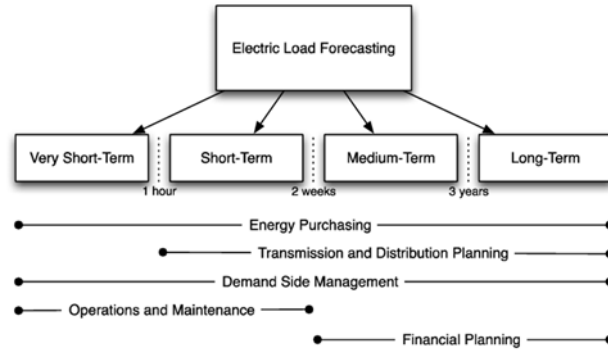 Electric Load Forecasting
Very Short-Term
Short-Term
Medium-Term
Long-Term
1 hour
2 weeks
3 years
Energy Purchasing
Transmission and Distribution Planning
Demand Side Management
Operations and Maintenance
Financial Planning